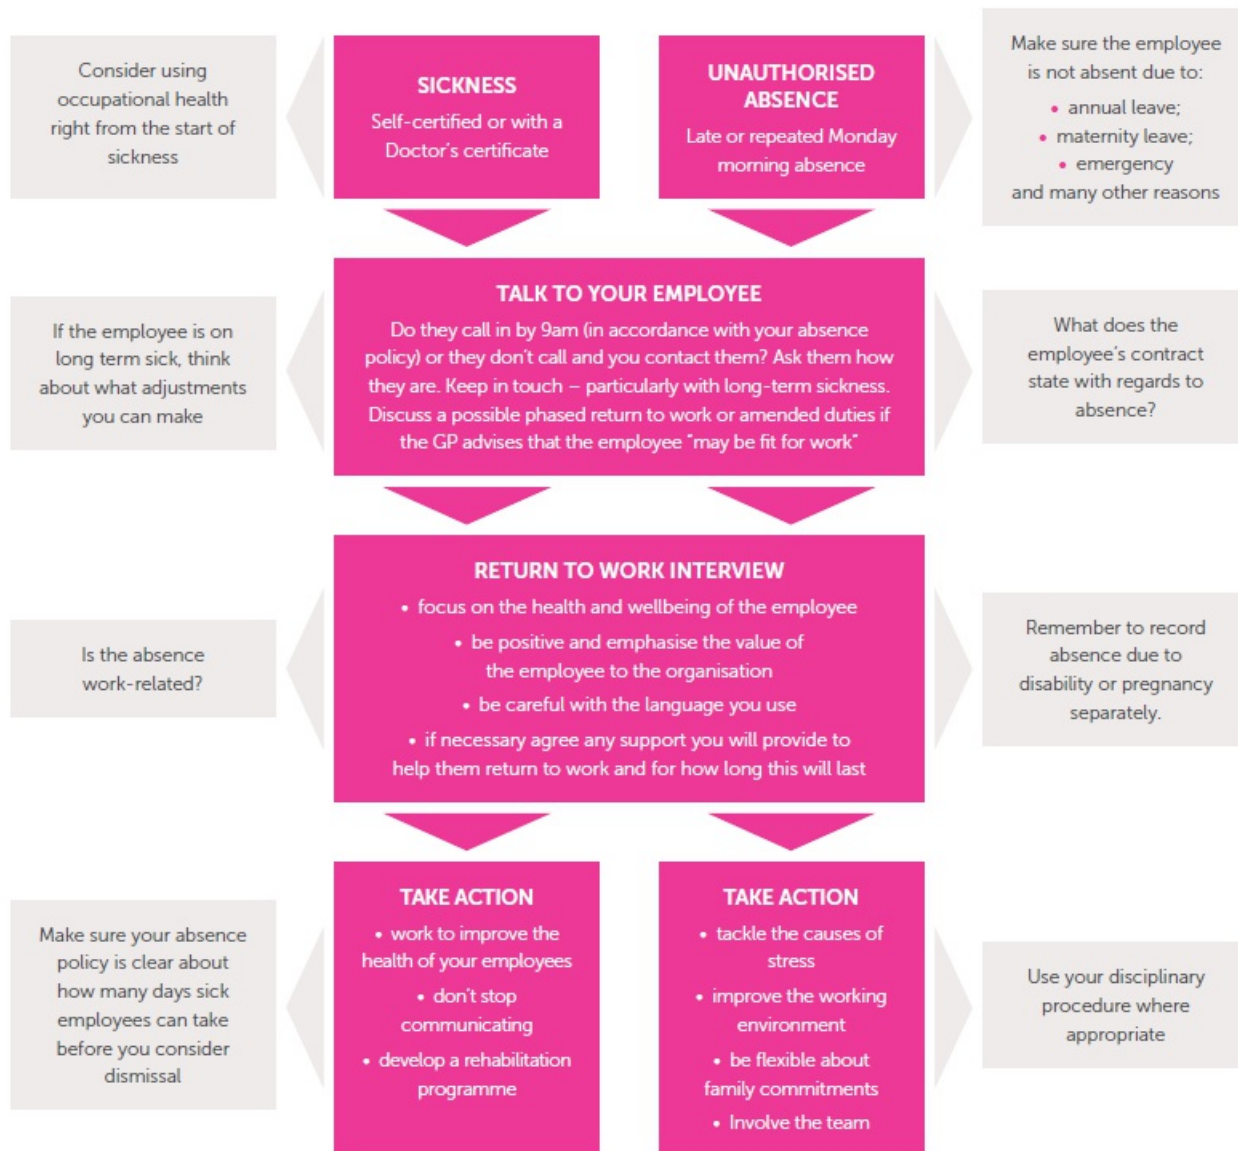 Consider using
occupational health
right from the start of
sickness
SICKNESS
Self-certified or with a
Doctor's certificate
UNAUTHORISED
ABSENCE
Late or repeated Monday
morning absence
Make sure the employee
is not absent due to:
• annual leave;
• maternity leave;
• emergency
and many other reasons
If the employee is on
long term sick, think
about what adjustments
you can make
TALK TO YOUR EMPLOYEE
Do they call in by 9am (in accordance with your absence
policy) or they don't call and you contact them? Ask them how
they are. Keep in touch – particularly with long-term sickness.
Discuss a possible phased return to work or amended duties if
the GP advises that the employee "may be fit for work"
What does the
employee's contract
state with regards to
absence?
Is the absence
work-related?
RETURN TO WORK INTERVIEW
• focus on the health and wellbeing of the employee
• be positive and emphasise the value of
the employee to the organisation
• be careful with the language you use
• if necessary agree any support you will provide to
help them return to work and for how long this will last
Remember to record
absence due to
disability or pregnancy
separately.
Make sure your absence
policy is clear about
how many days sick
employees can take
before you consider
dismissal
TAKE ACTION
• work to improve the
health of your employees
• don't stop
communicating
• develop a rehabilitation
programme
TAKE ACTION
• tackle the causes of
stress
• improve the working
environment
• be flexible about
family commitments
• Involve the team
Use your disciplinary
procedure where
appropriate